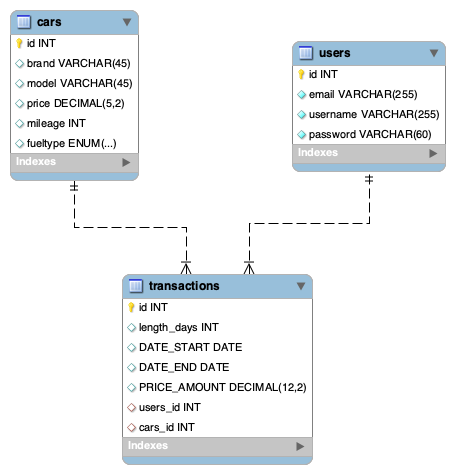 cars
id INT
brand VARCHAR(45)
model VARCHAR(45)
price DECIMAL(5,2)
mileage INT
fueltype ENUM(...)
Indexes
users
id INT
email VARCHAR(255)
username VARCHAR(255)
password VARCHAR(60)
Indexes
transactions
id INT
length_days INT
DATE_START DATE
DATE_END DATE
PRICE_AMOUNT DECIMAL(12,2)
users_id INT
cars_id INT
Indexes